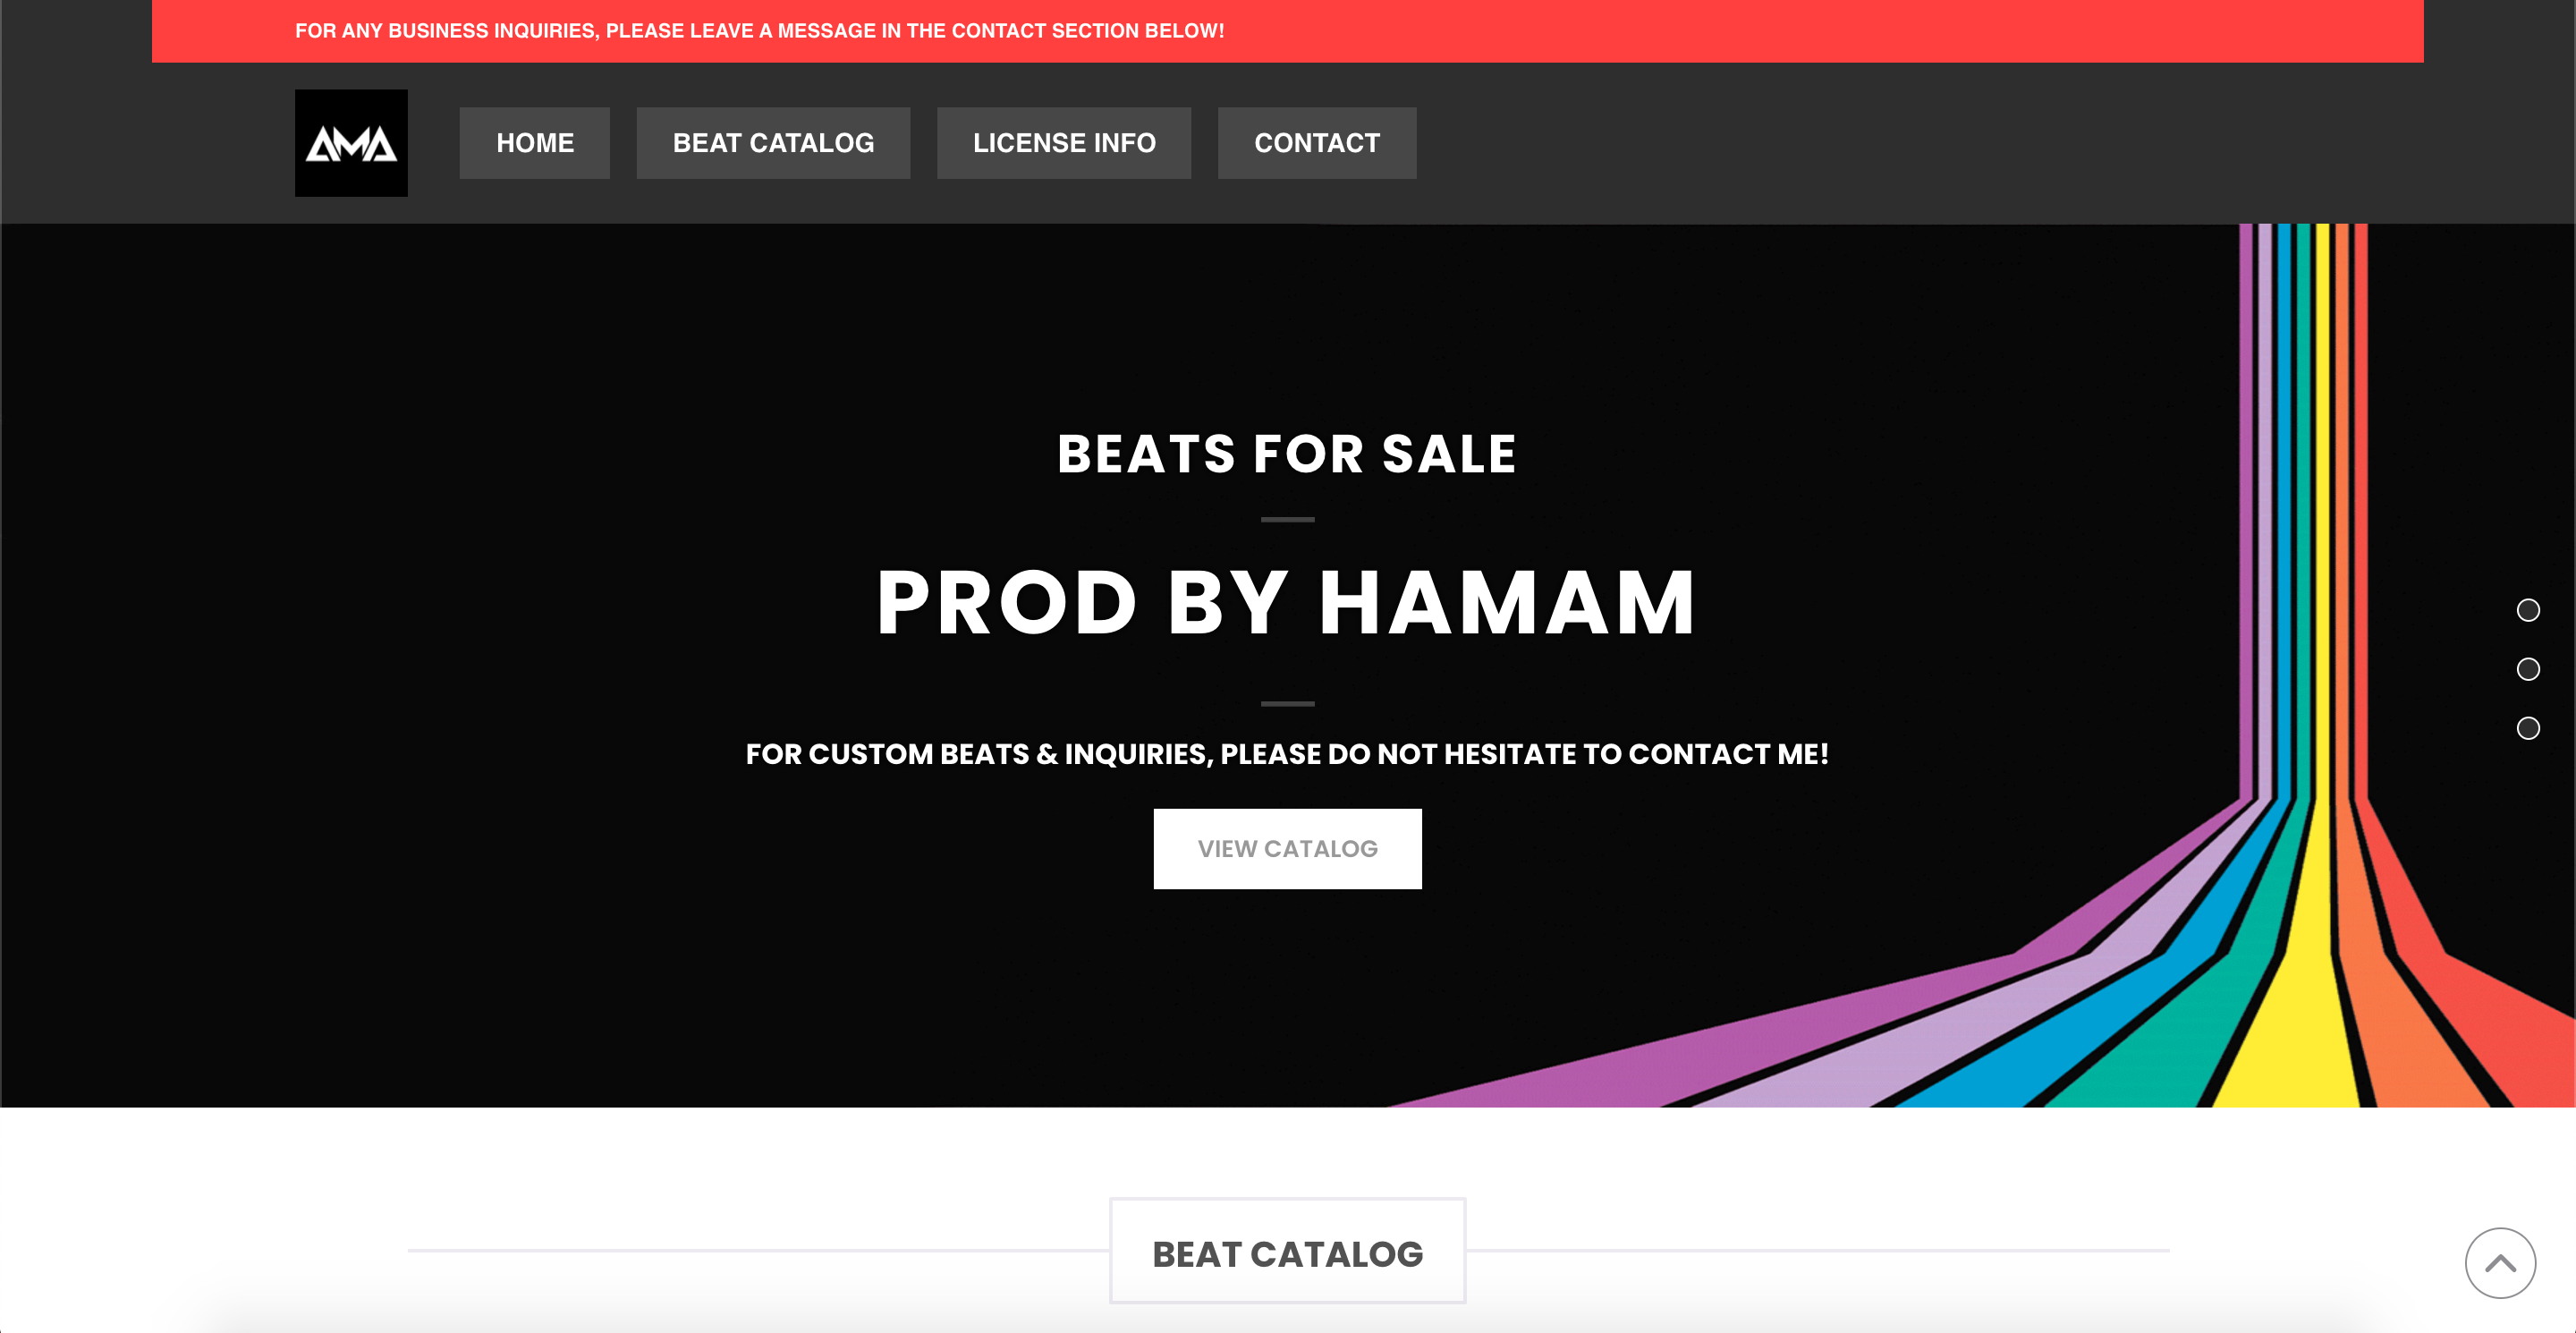 FOR ANY BUSINESS INQUIRIES, PLEASE LEAVE A MESSAGE IN THE CONTACT SECTION BELOW!
AMA
HOME
BEAT CATALOG
LICENSE INFO
CONTACT
BEATS FOR SALE
PROD BY HAMAM
FOR CUSTOM BEATS & INQUIRIES, PLEASE DO NOT HESITATE TO CONTACT ME!
VIEW CATALOG
BEAT CATALOG